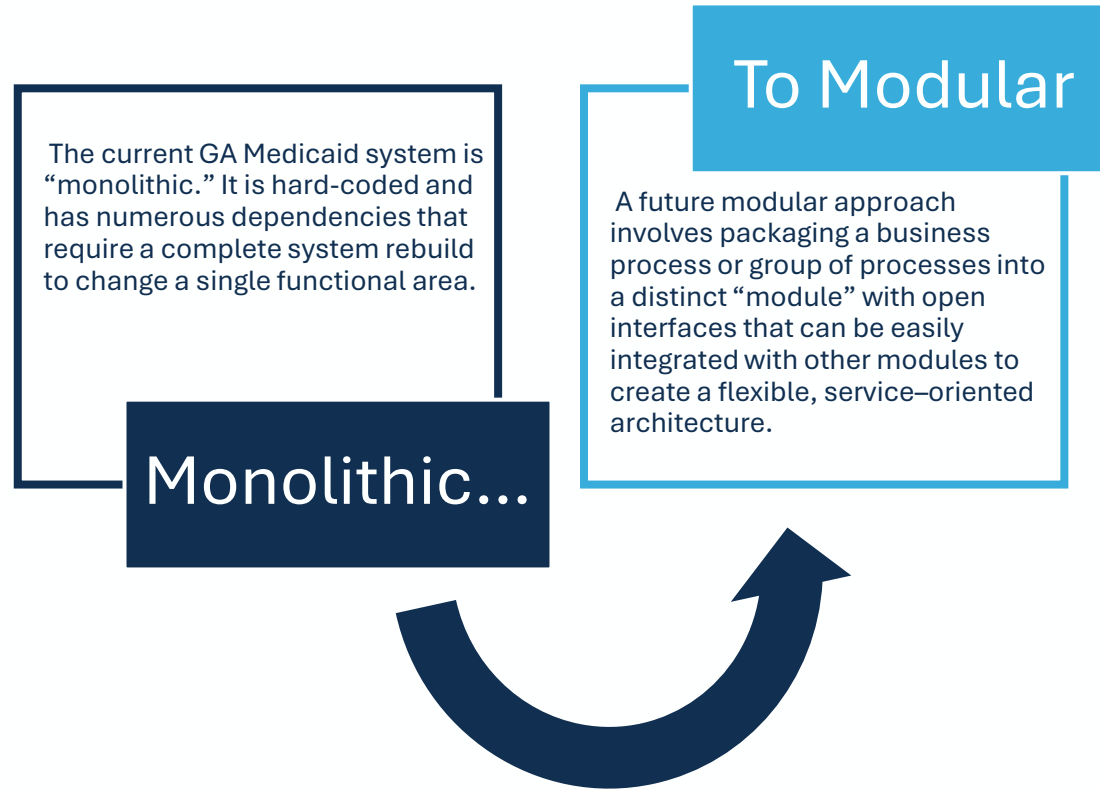 The current GA Medicaid system is
“monolithic.” It is hard-coded and
has numerous dependencies that
require a complete system rebuild
to change a single functional area.
Monolithic...
To Modular
A future modular approach
involves packaging a business
process or group of processes into
a distinct “module” with open
interfaces that can be easily
integrated with other modules to
create a flexible, service–oriented
architecture.